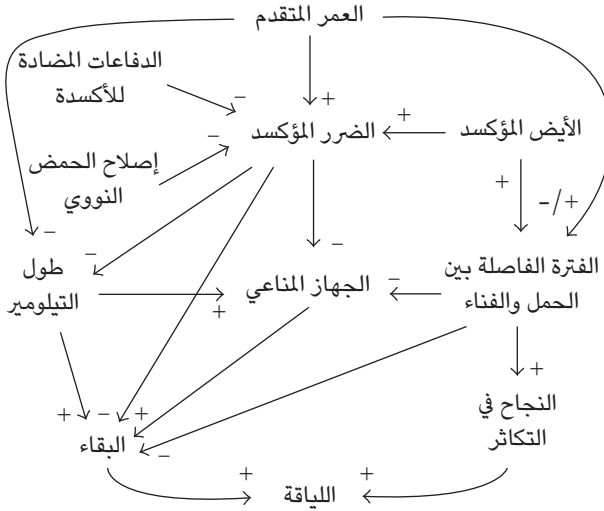 العمر المتقدم
الدفاعات المضادة
للأكسدة
-
+
+
الضرر المؤكسد
الأيض المؤكسد
-
إصلاح الحمض
النووي
+
-/+
-
-
-
طول
التيلومير
الجهاز المناعي
-
الفترة الفاصلة بين
الحمل والفناء
+
+
النجاح في
التكاثر
+
-
+
البقاء
-
+
+
اللياقة